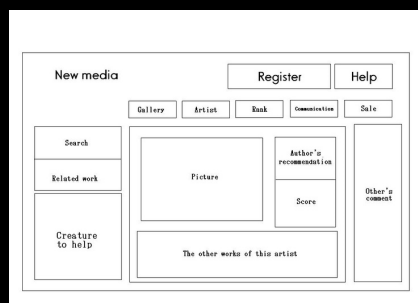 New media
Register
Help
Gallery
Artist
Rank
Communication
Sale
Search
Related work
Creature
to help
Picture
Author's
recommendation
Score
The other works of this artist
Other's
comment